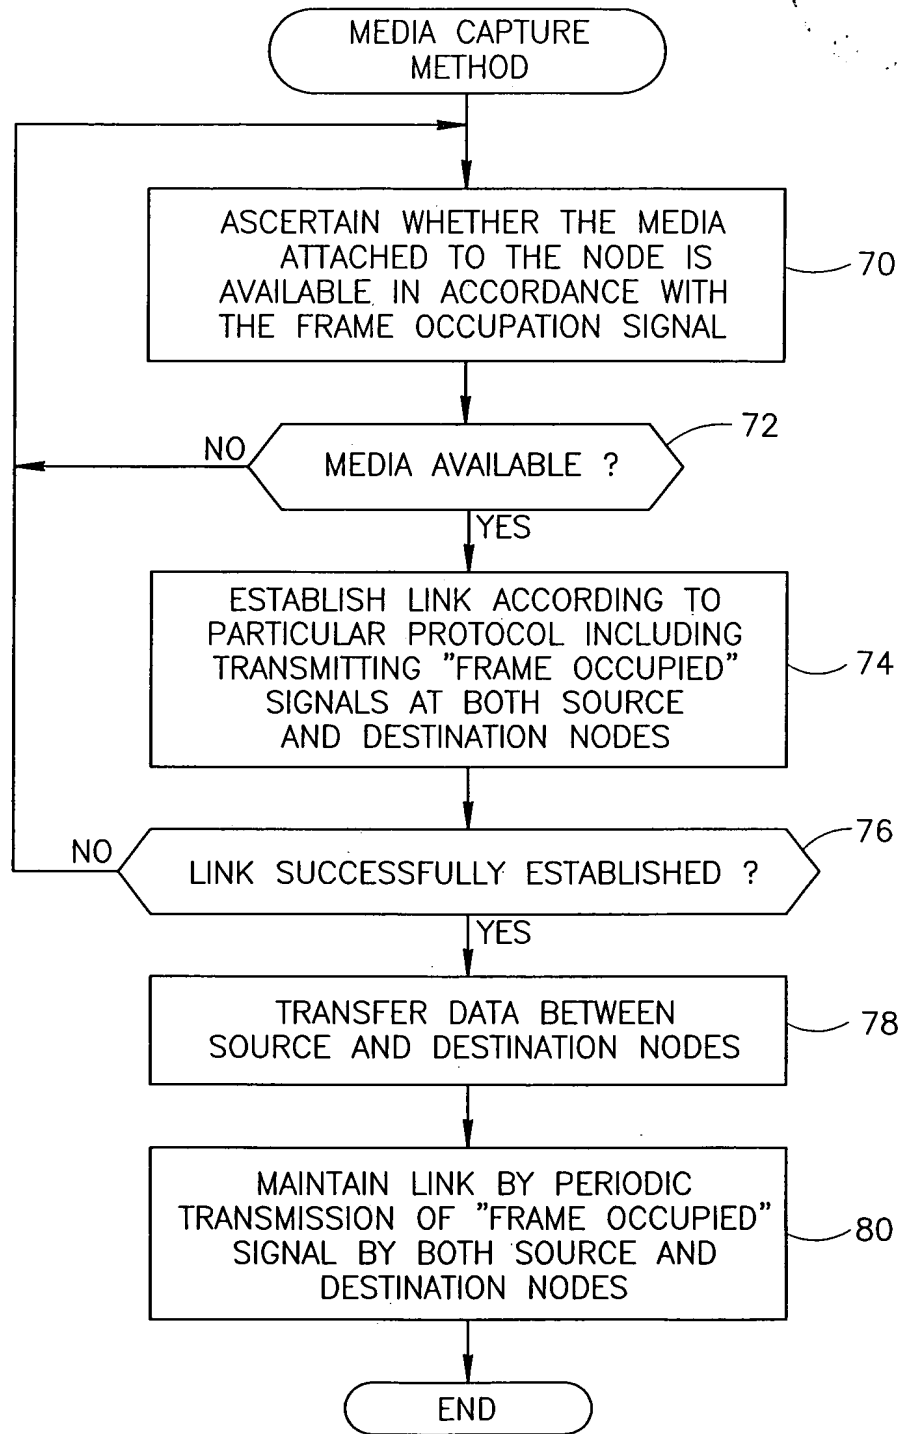 MEDIA CAPTURE
METHOD
ASCERTAIN WHETHER THE MEDIA
ATTACHED TO THE NODE IS
AVAILABLE IN ACCORDANCE WITH
THE FRAME OCCUPATION SIGNAL
70
72
NO
MEDIA AVAILABLE ?
YES
ESTABLISH LINK ACCORDING TO
PARTICULAR PROTOCOL INCLUDING
TRANSMITTING "FRAME OCCUPIED"
SIGNALS AT BOTH SOURCE
AND DESTINATION NODES
74
76
NO
LINK SUCCESSFULLY ESTABLISHED ?
YES
TRANSFER DATA BETWEEN
SOURCE AND DESTINATION NODES
78
MAINTAIN LINK BY PERIODIC
TRANSMISSION OF "FRAME OCCUPIED"
SIGNAL BY BOTH SOURCE AND
DESTINATION NODES
80
END